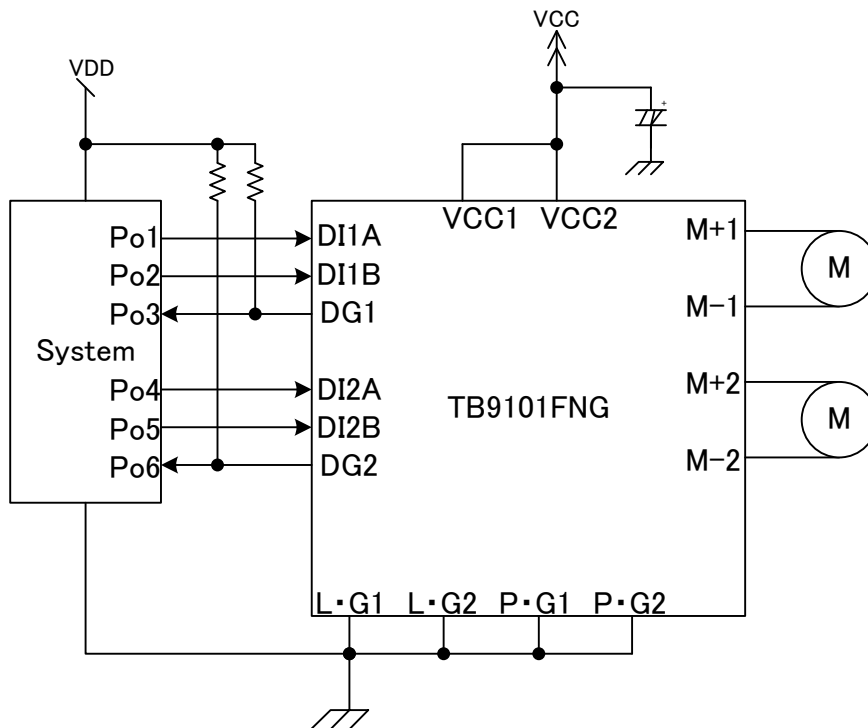 VCC
VDD
+
VCC1 VCC2
Po1
Po2
Po3
System
Po4
Po5
Po6
DI1A
DI1B
DG1
DI2A
DI2B
DG2
TB9101FNG
M+1
M-1
M+2
M-2
M
M
L・G1 L・G2 P・G1 P・G2